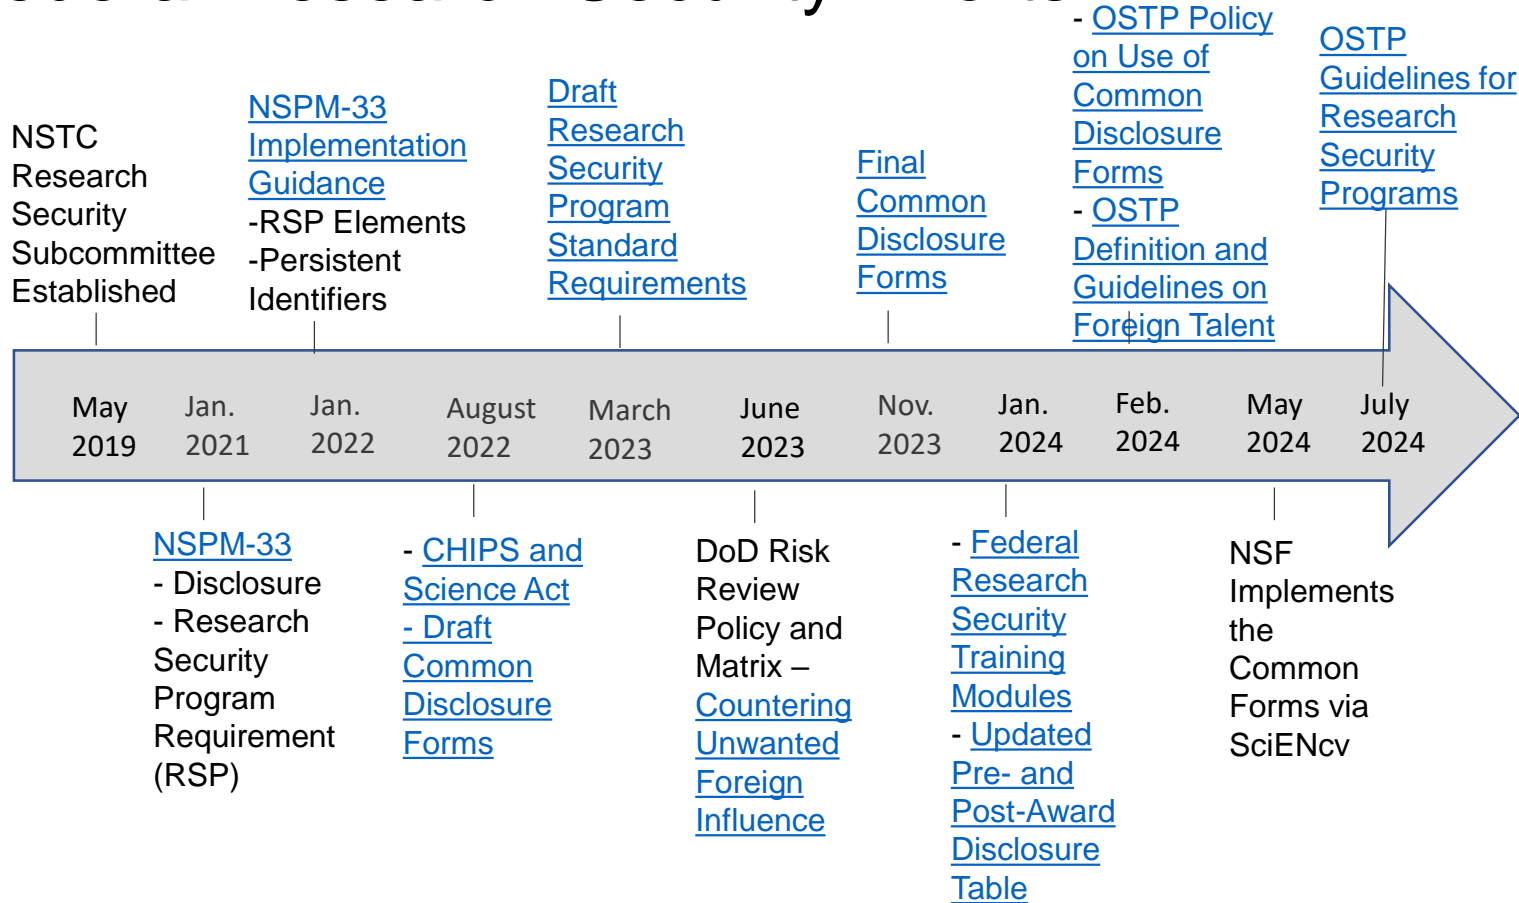 - OSTP Policy
on Use of
Common
Disclosure
Forms
- OSTP
Definition and
Guidelines on
Foreign Talent
OSTP
Guidelines for
Research
Security
Programs
NSTC
Research
Security
Subcommittee
Established
NSPM-33
Implementation
Guidance
-RSP Elements
-Persistent
Identifiers
Draft
Research
Security
Program
Standard
Requirements
Final
Common
Disclosure
Forms
May
2019
Jan.
2021
Jan.
2022
August
2022
March
2023
June
2023
Nov.
2023
Jan.
2024
Feb.
2024
May
2024
July
2024
NSPM-33
- Disclosure
- Research
Security
Program
Requirement
(RSP)
- CHIPS and
Science Act
- Draft
Common
Disclosure
Forms
DoD Risk
Review
Policy and
Matrix –
Countering
Unwanted
Foreign
Influence
- Federal
Research
Security
Training
Modules
- Updated
Pre- and
Post-Award
Disclosure
Table
NSF
Implements
the
Common
Forms via
SciENcv